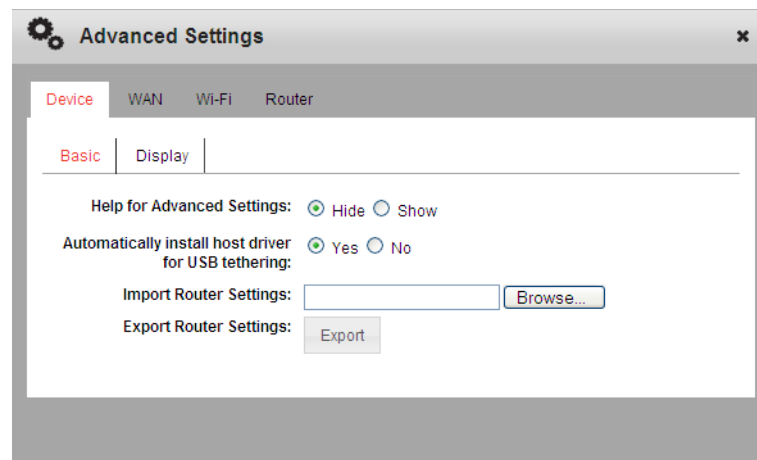 Advanced Settings
Device WAN Wi-Fi Router
Basic Display
Help for Advanced Settings: Hide Show
Automatically install host driver
for USB tethering: Yes No
Import Router Settings: Browse...
Export Router Settings: Export